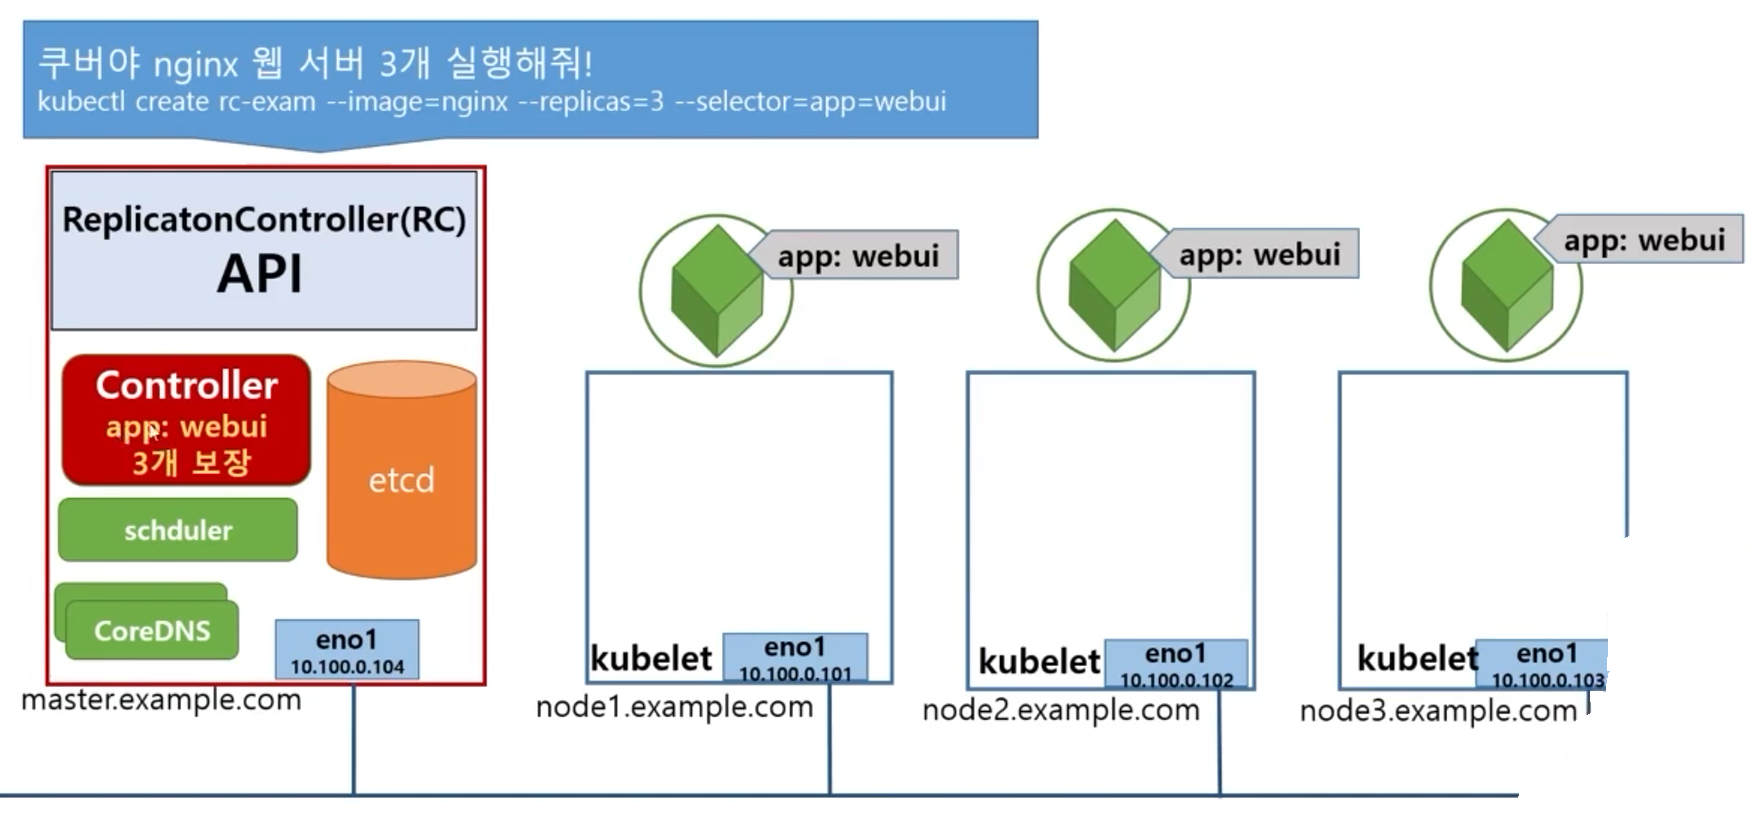 쿠버야 nginx 웹 서버 3개 실행해줘!
kubectl create rc-exam --image=nginx --replicas=3 --selector=app=webui
ReplicatonController(RC)
API
Controller
app: webui
3개 보장
etcd
schduler
CoreDNS
eno1
10.100.0.104
master.example.com
app: webui
kubelet
eno1
10.100.0.101
node1.example.com
app: webui
kubelet
eno1
10.100.0.102
node2.example.com
app: webui
kubelet
eno1
10.100.0.103
node3.example.com